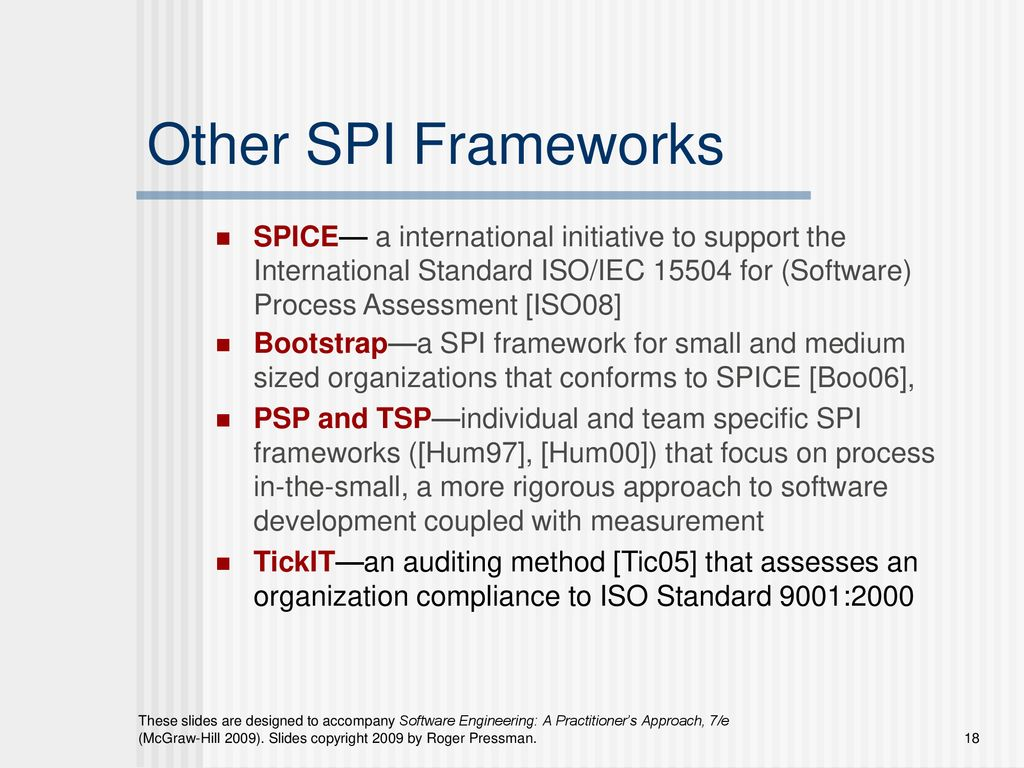 Other SPI Frameworks
SPICE— a international initiative to support the
International Standard ISO/IEC 15504 for (Software)
Process Assessment [ISO08]
Bootstrap—a SPI framework for small and medium
sized organizations that conforms to SPICE [Boo06],
PSP and TSP—individual and team specific SPI
frameworks ([Hum97], [Hum00]) that focus on process
in-the-small, a more rigorous approach to software
development coupled with measurement
TickIT—an auditing method [Tic05] that assesses an
organization compliance to ISO Standard 9001:2000
These slides are designed to accompany Software Engineering: A Practitioner's Approach, 7/e
(McGraw-Hill 2009). Slides copyright 2009 by Roger Pressman.
18